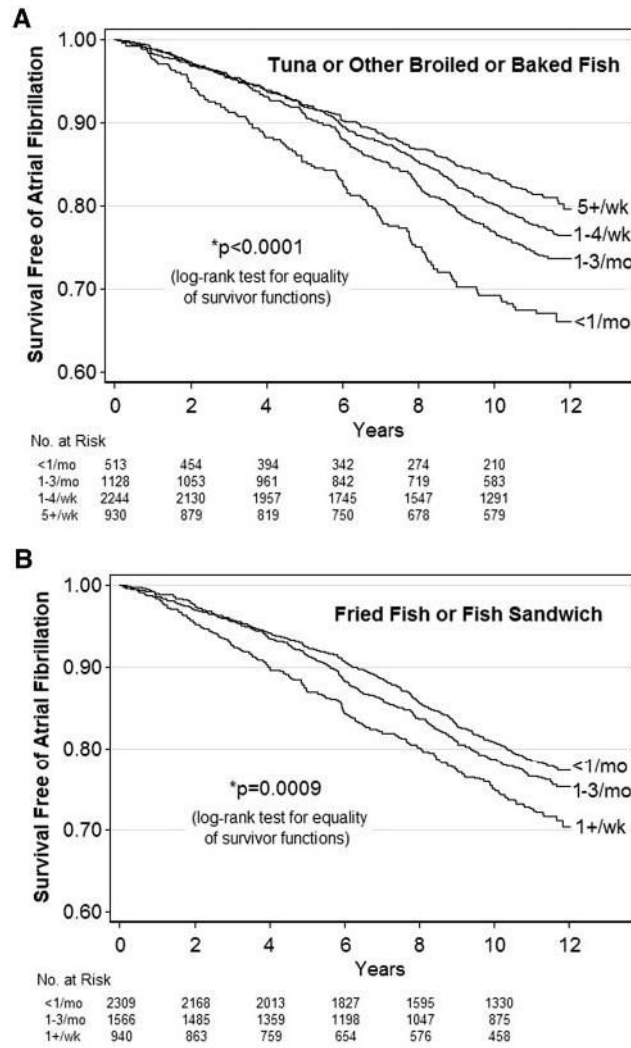 A
Tuna or Other Broiled or Baked Fish
Survival Free of Atrial Fibrillation
1.00
0.90
0.80
0.70
0.60
5+/wk
1-4/wk
1-3/mo
<1/mo
*p<0.0001
(log-rank test for equality
of survivor functions)
0 2 4 6 8 10 12
Years
No. at Risk
<1/mo 513 454 394 342 274 210
1-3/mo 1128 1053 961 842 719 583
1-4/wk 2244 2130 1957 1745 1547 1291
5+/wk 930 879 819 750 678 579
B
Fried Fish or Fish Sandwich
Survival Free of Atrial Fibrillation
1.00
0.90
0.80
0.70
0.60
<1/mo
1-3/mo
1+/wk
*p=0.0009
(log-rank test for equality
of survivor functions)
0 2 4 6 8 10 12
Years
No. at Risk
<1/mo 2309 2168 2013 1827 1595 1330
1-3/mo 1566 1485 1359 1198 1047 875
1+/wk 940 863 759 654 576 458